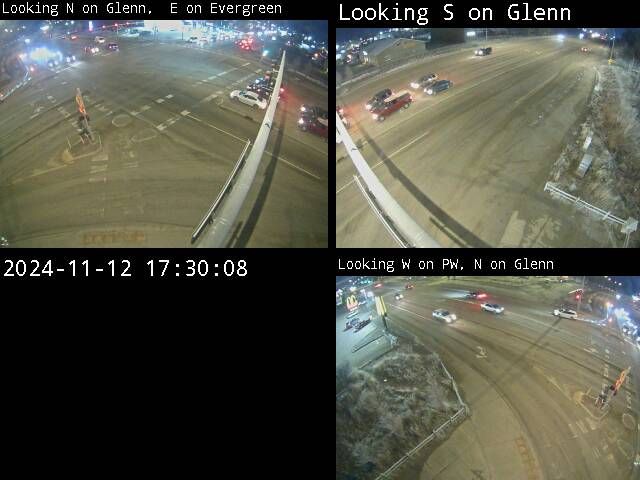 Looking N on Glenn,  E on Evergreen
Looking S on Glenn
2024-11-12 17:30:08
Looking W on PW, N on Glenn